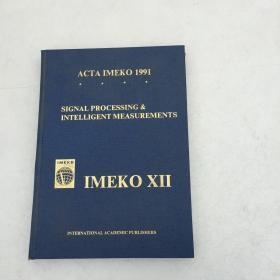 ACTA IMEKO 1991
SIGNAL PROCESSING &
INTELLIGENT MEASUREMENTS
IMEKO
IMEKO XII
INTERNATIONAL ACADEMIC PUBLISHERS